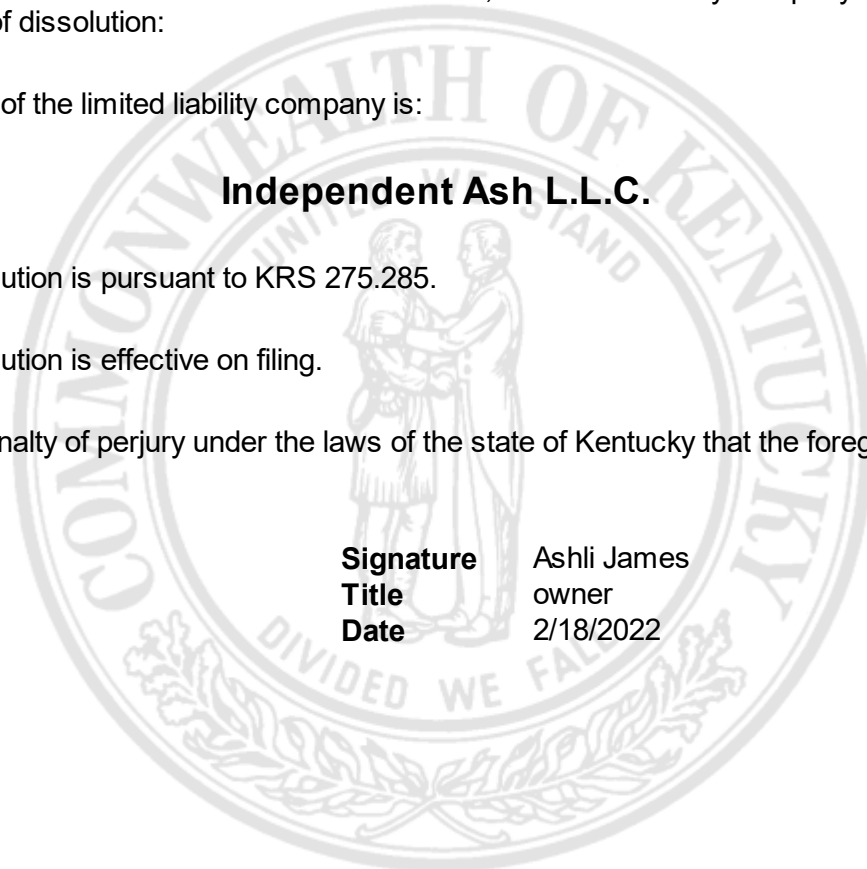 of dissolution:
of the limited liability company is:
Independent Ash L.L.C.
ution is pursuant to KRS 275.285.
ution is effective on filing.
nalty of perjury under the laws of the state of Kentucky that the foreg
Signature Ashli James
Title owner
Date 2/18/2022
COMMONWEALTH OF KENTUCKY
UNITED WE STAND
DIVIDED WE FALL